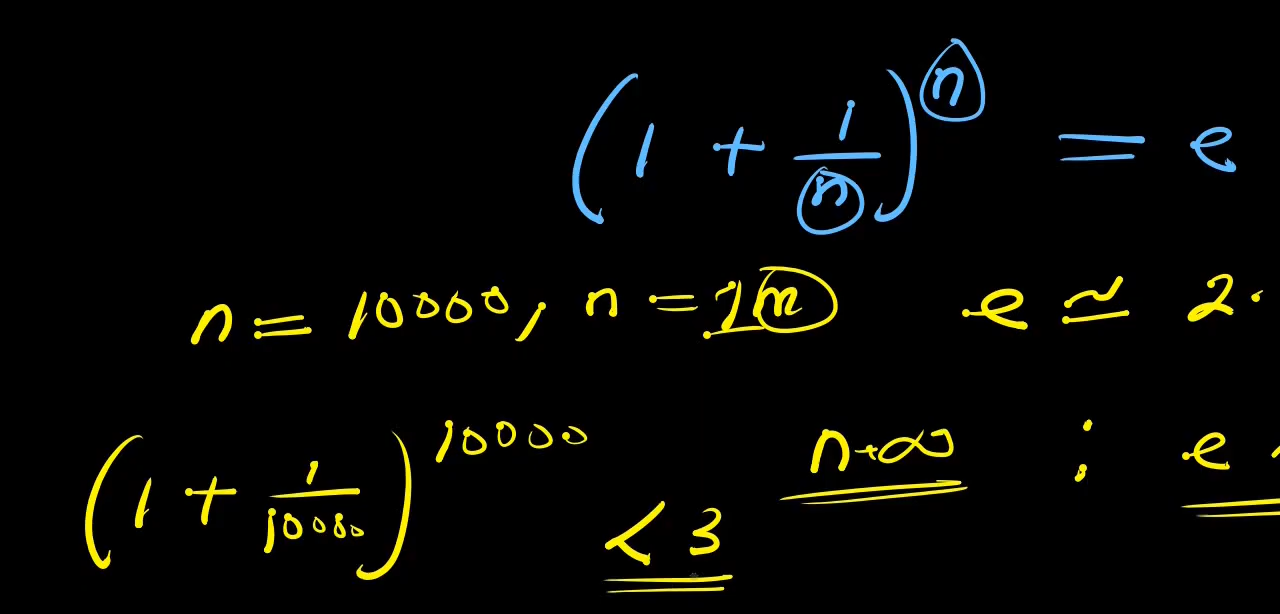 (1 + 1/n)^n = e
n = 10000, n = 1m e ≃ 2.
(1 + 1/10000)^10000 < 3 n→∞ ; e